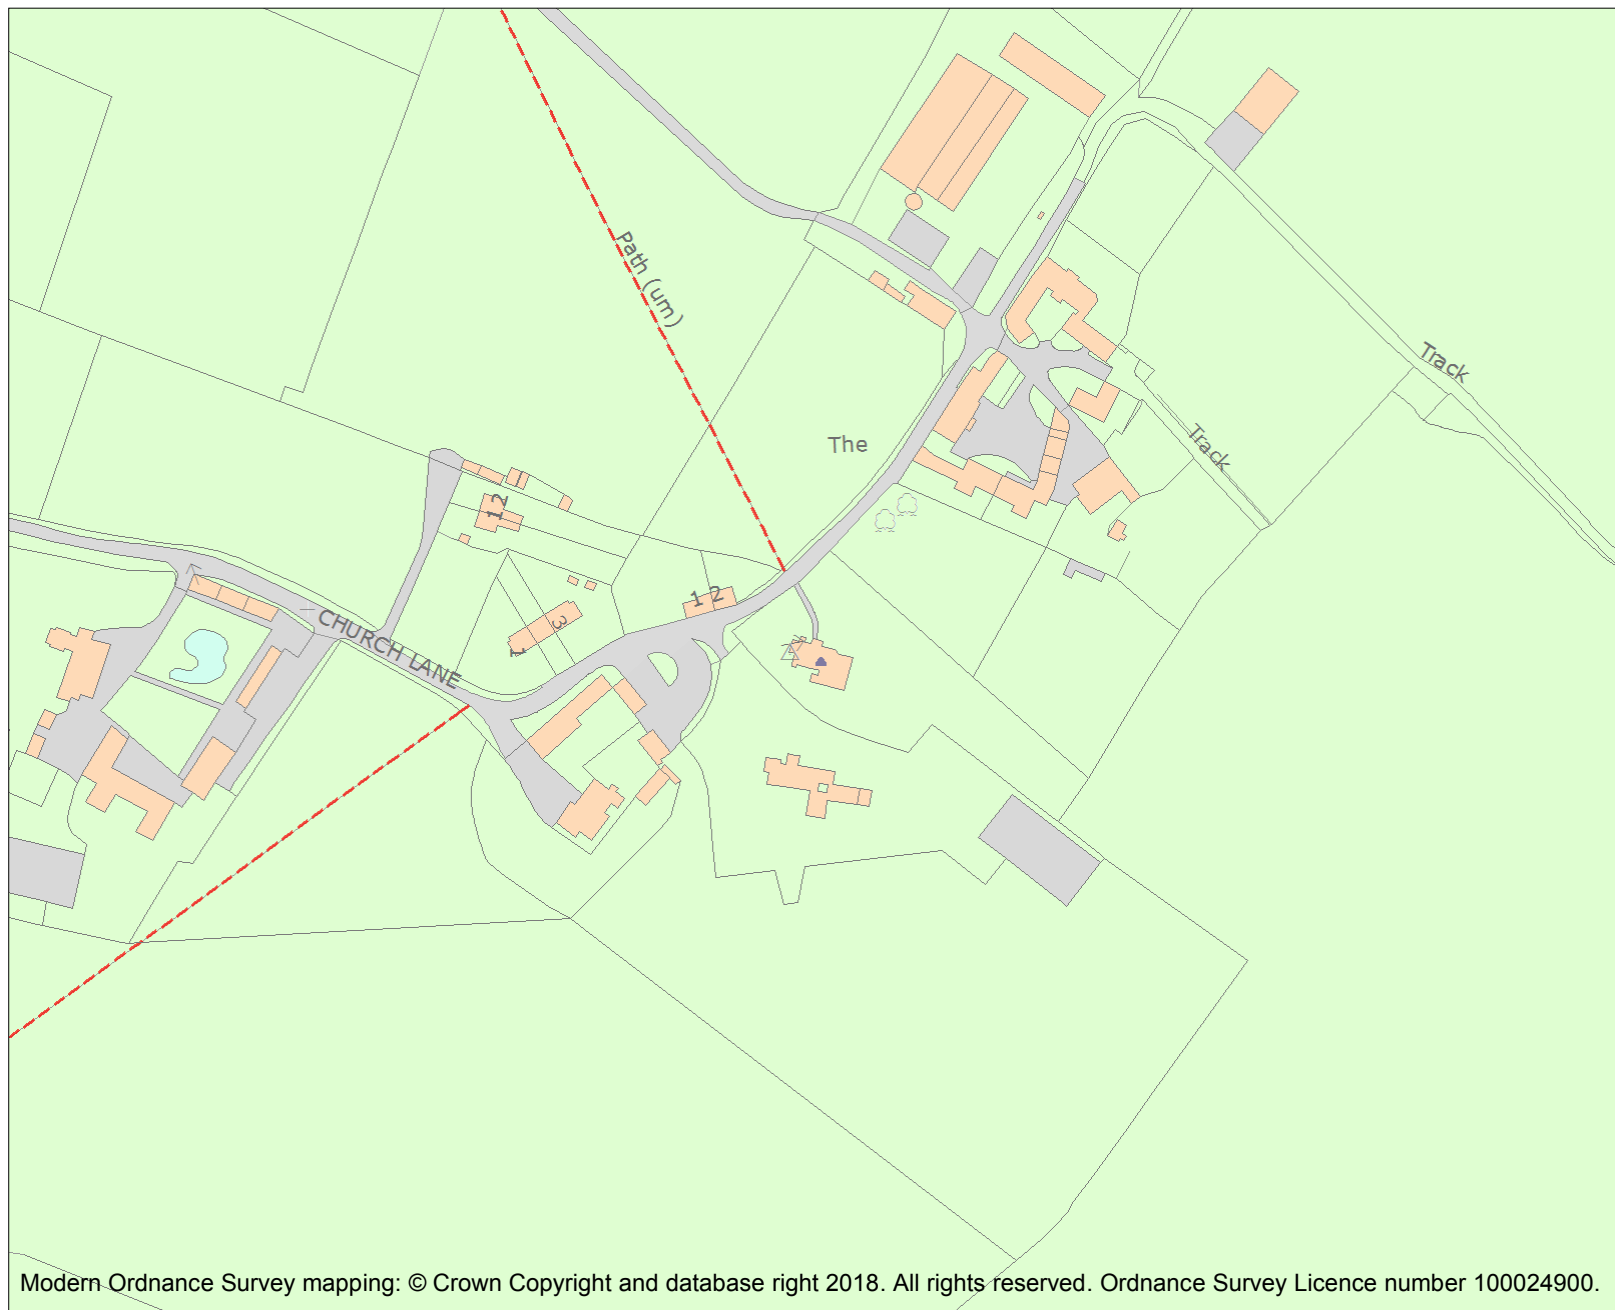 Path (um)
Track
The
Track
1 2
1 2
3
1
CHURCH LANE
Modern Ordnance Survey mapping: © Crown Copyright and database right 2018. All rights reserved. Ordnance Survey Licence number 100024900.